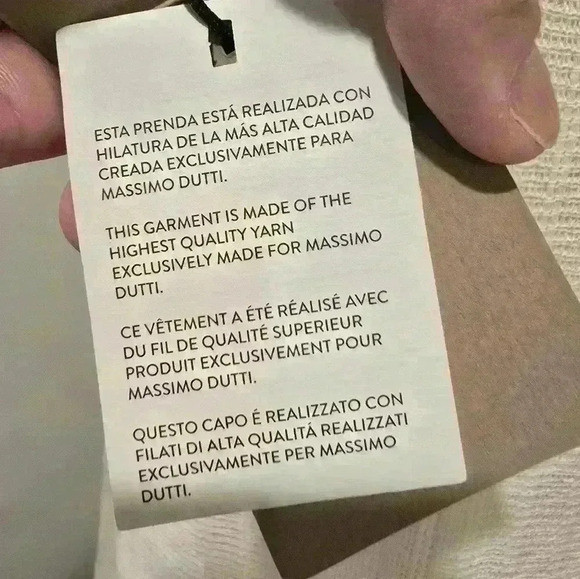 ESTA PRENDA ESTÁ REALIZADA CON
HILATURA DE LA MÁS ALTA CALIDAD
CREADA EXCLUSIVAMENTE PARA
MASSIMO DUTTI.
THIS GARMENT IS MADE OF THE
HIGHEST QUALITY YARN
EXCLUSIVELY MADE FOR MASSIMO
DUTTI.
CE VÊTEMENT A ÉTÉ RÉALISÉ AVEC
DU FIL DE QUALITÉ SUPERIEUR
PRODUIT EXCLUSIVEMENT POUR
MASSIMO DUTTI.
QUESTO CAPO É REALIZZATO CON
FILATI DI ALTA QUALITÁ REALIZZATI
EXCLUSIVAMENTE PER MASSIMO
DUTTI.